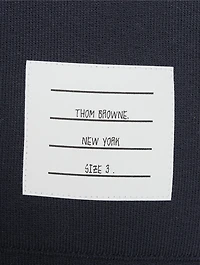 THOM BROWNE.
NEW YORK
SIZE 3.